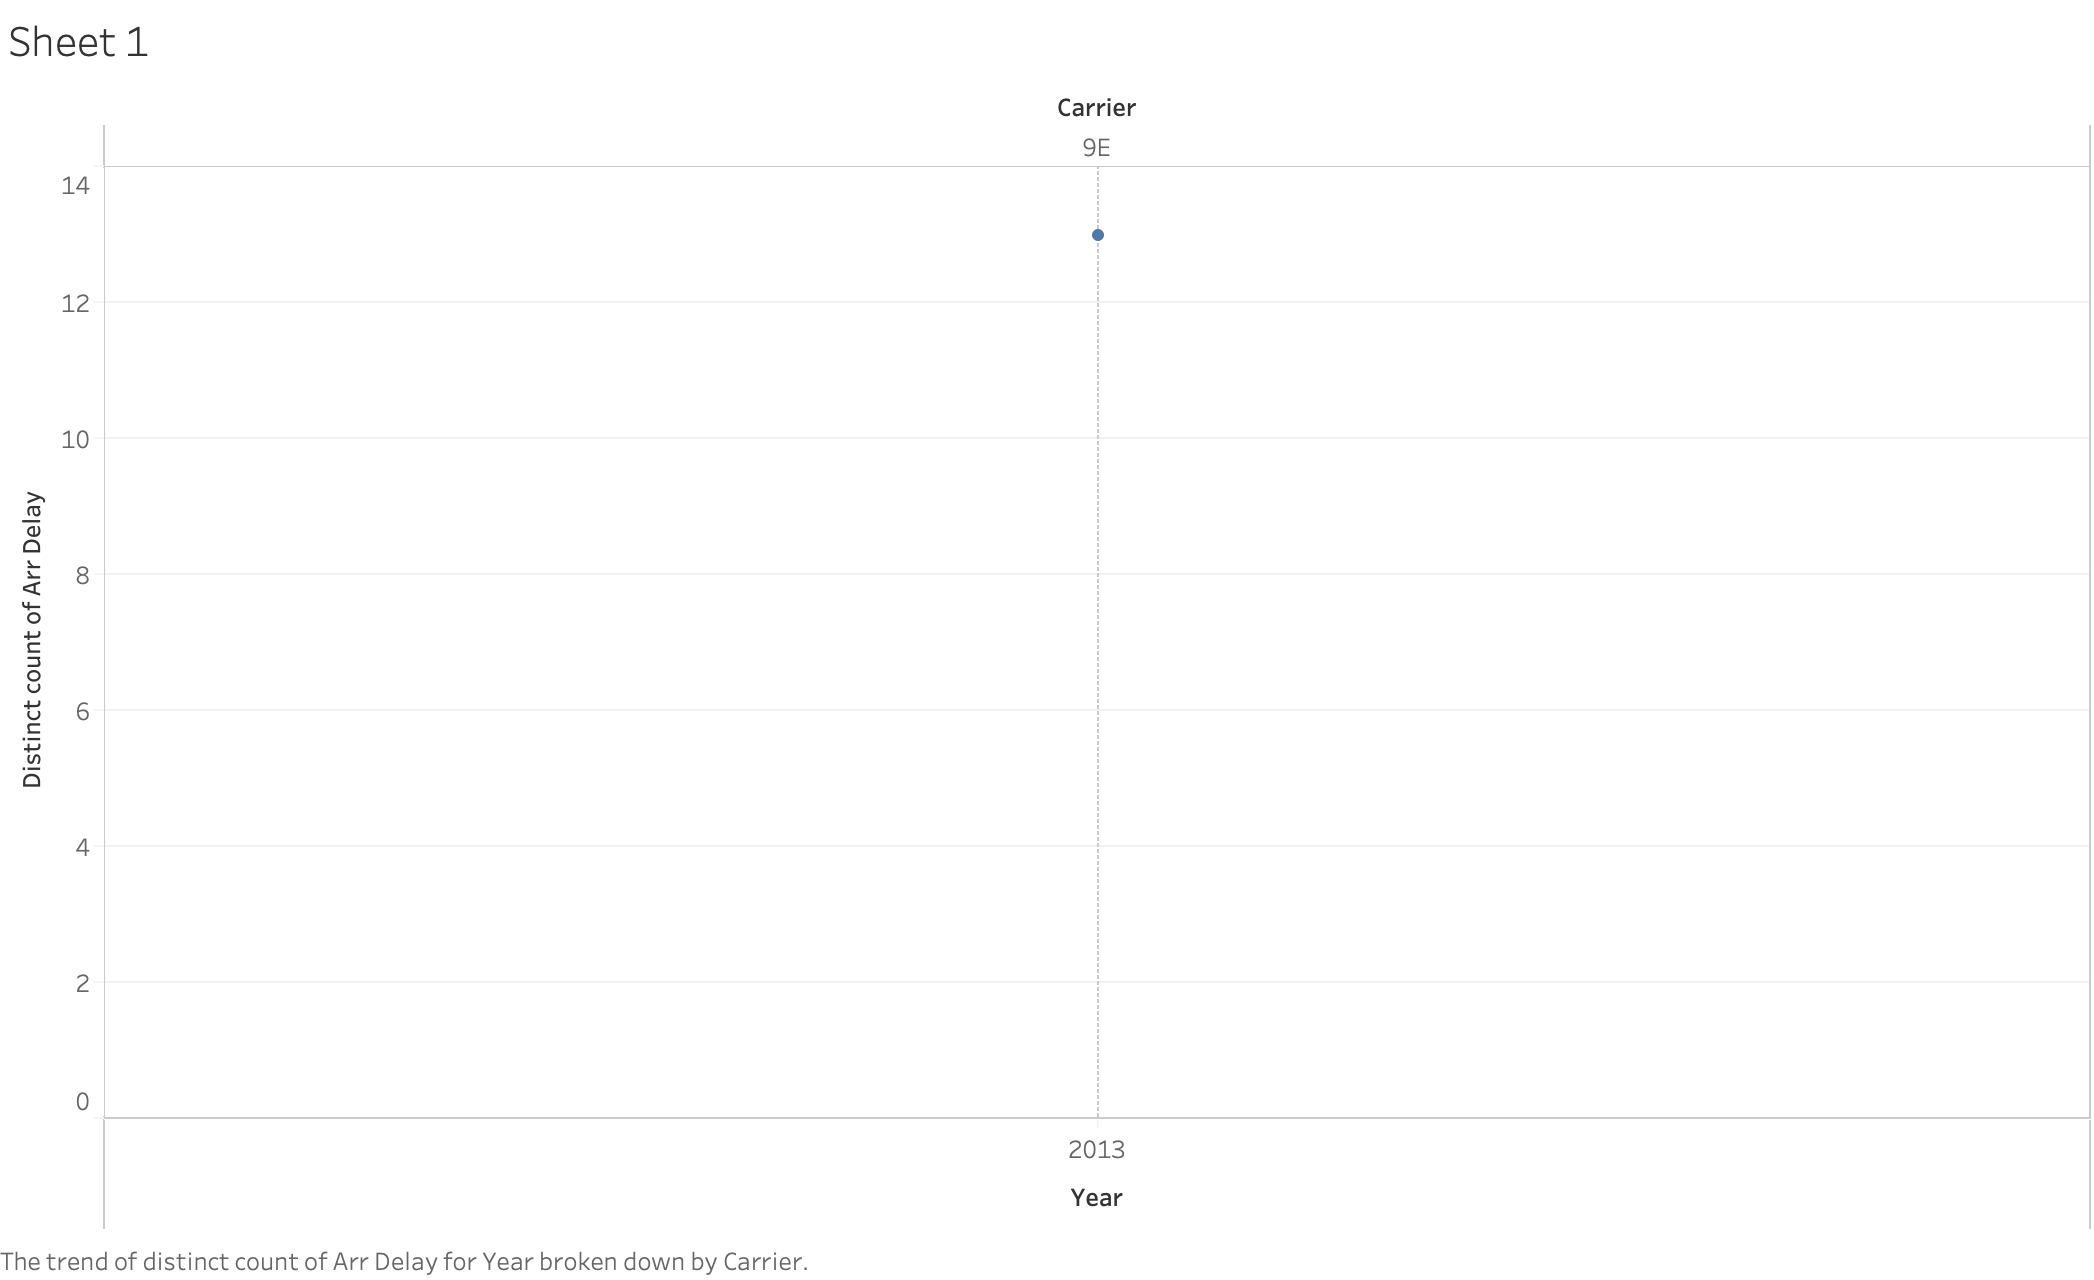 Sheet 1
Carrier
9E
14
12
10
8
6
4
2
0
Distinct count of Arr Delay
2013
Year
The trend of distinct count of Arr Delay for Year broken down by Carrier.